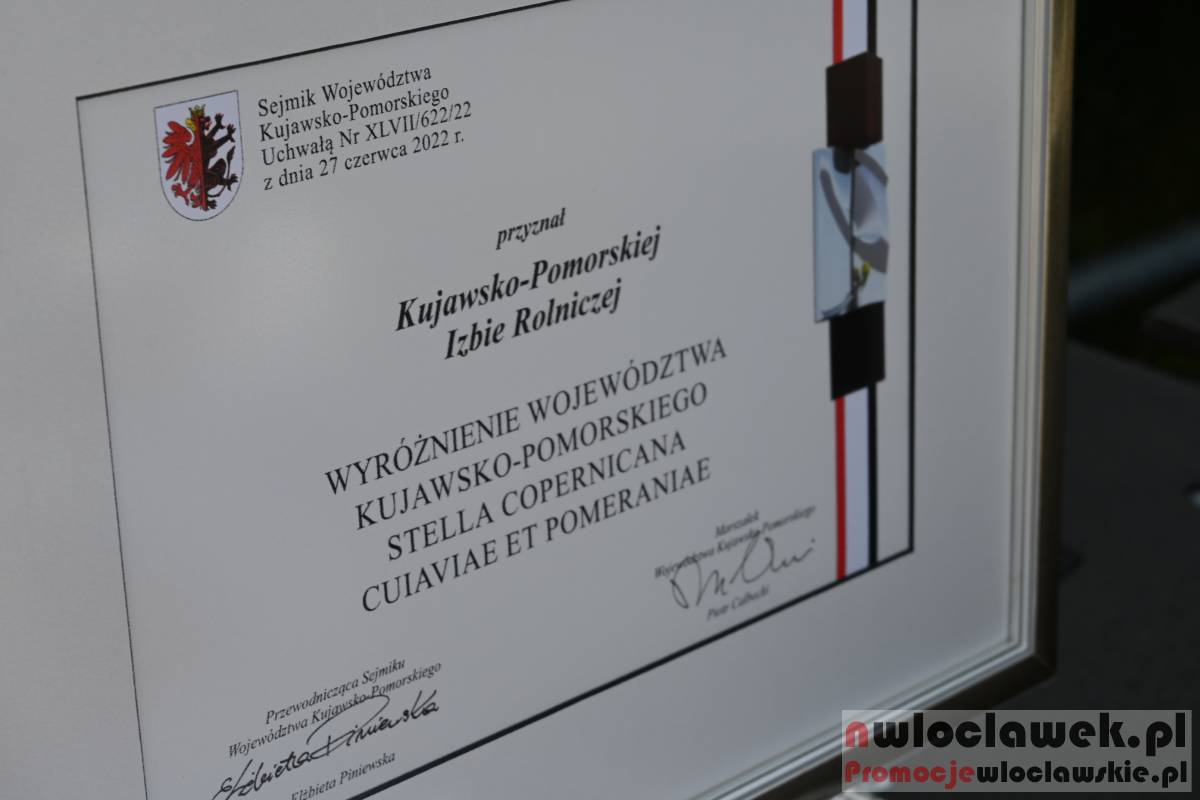 Sejmik Województwa
Kujawsko-Pomorskiego
Uchwałą Nr XLVII/622/22
z dnia 27 czerwca 2022 r.
przyznał
Kujawsko-Pomorskiej
Izbie Rolniczej
WYRÓŻNIENIE WOJEWÓDZTWA
KUJAWSKO-POMORSKIEGO
STELLA COPERNICANA
CUIAVIAE ET POMERANIAE
Marszałek
Województwa Kujawsko-Pomorskiego
Piotr Całbecki
Przewodnicząca Sejmiku
Województwa Kujawsko-Pomorskiego
Elżbieta Piniewska
Elżbieta Piniewska
nwloclawek.pl
Promocjewloclawskie.pl